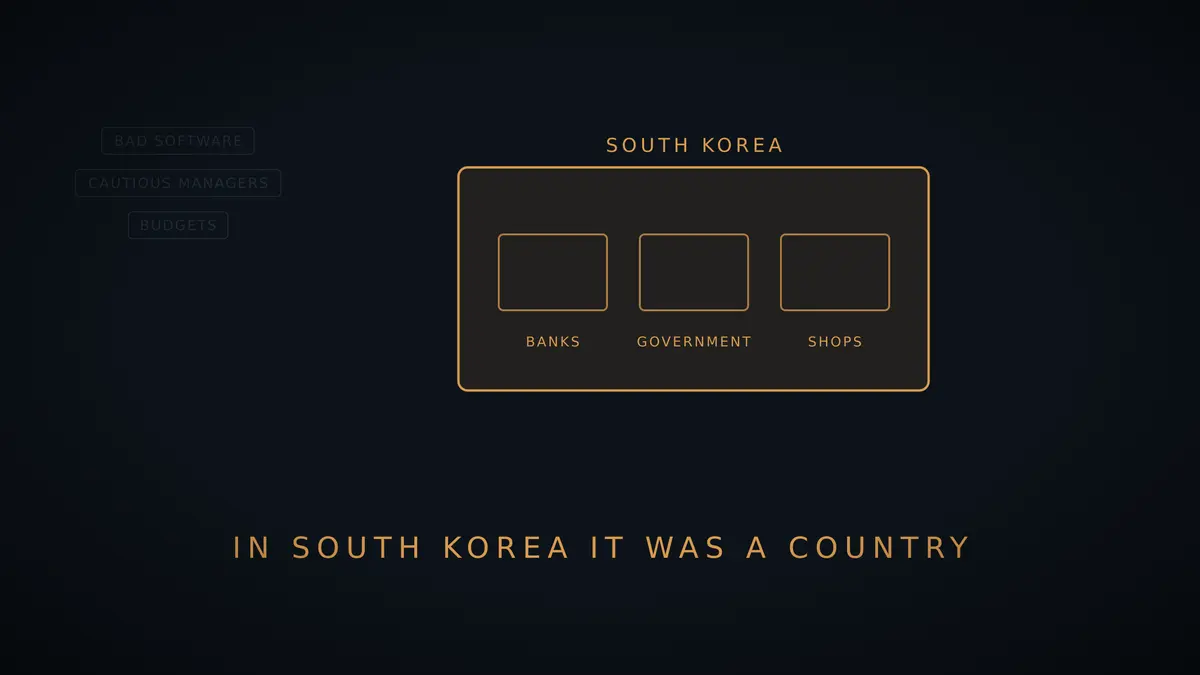 BAD SOFTWARE
CAUTIOUS MANAGERS
BUDGETS
SOUTH KOREA
BANKS
GOVERNMENT
SHOPS
IN SOUTH KOREA IT WAS A COUNTRY